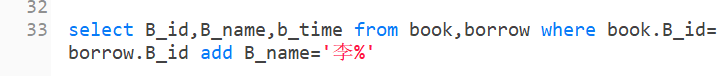 32
33 select B_id,B_name,b_time from book,borrow where book.B_id=
borrow.B_id add B_name='李%'